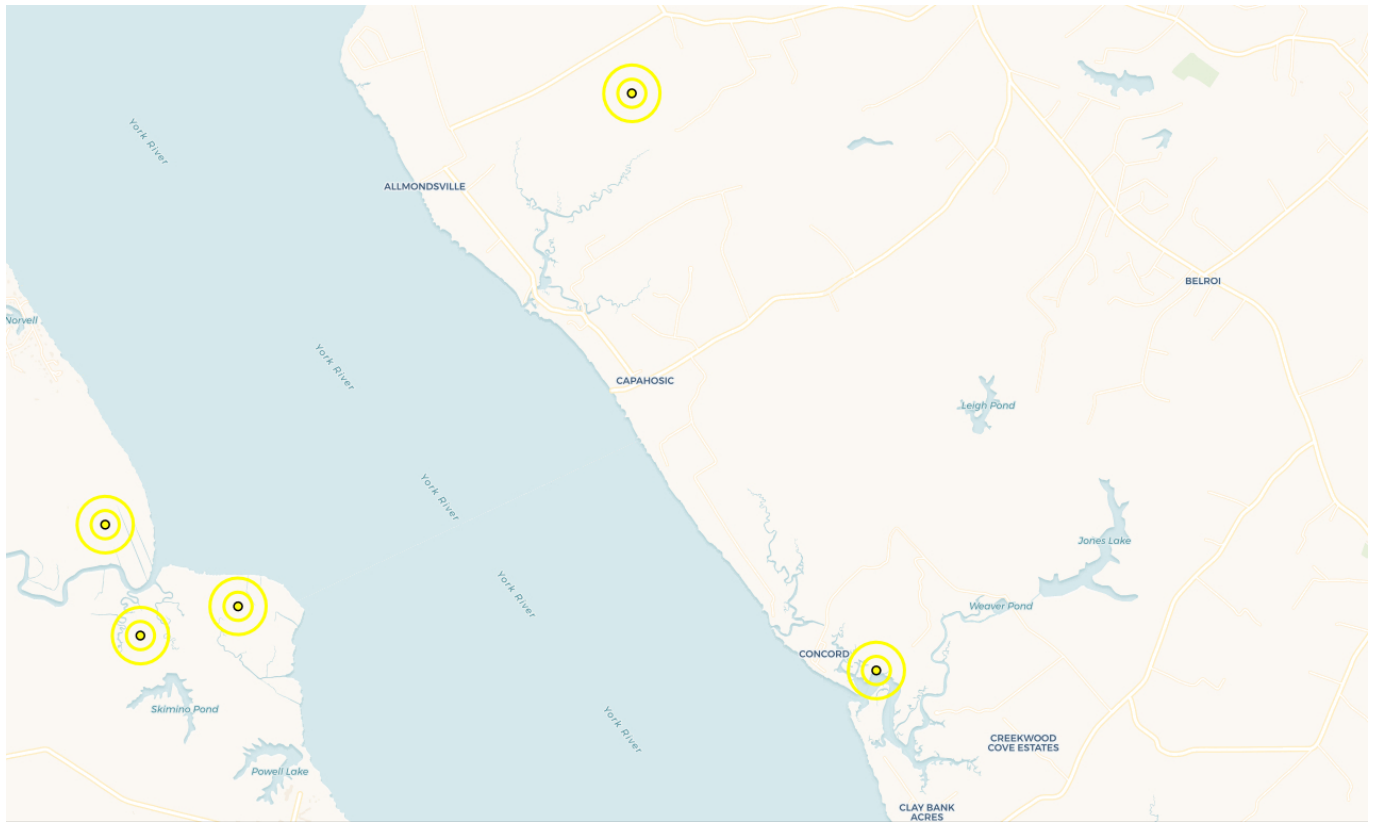 York River
ALLMONDSVILLE
BELROI
Norvell
York River
CAPAHOSIC
Leigh Pond
York River
Jones Lake
York River
Weaver Pond
CONCORD
Skimino Pond
York River
CREEKWOOD
COVE ESTATES
Powell Lake
CLAY BANK
ACRES